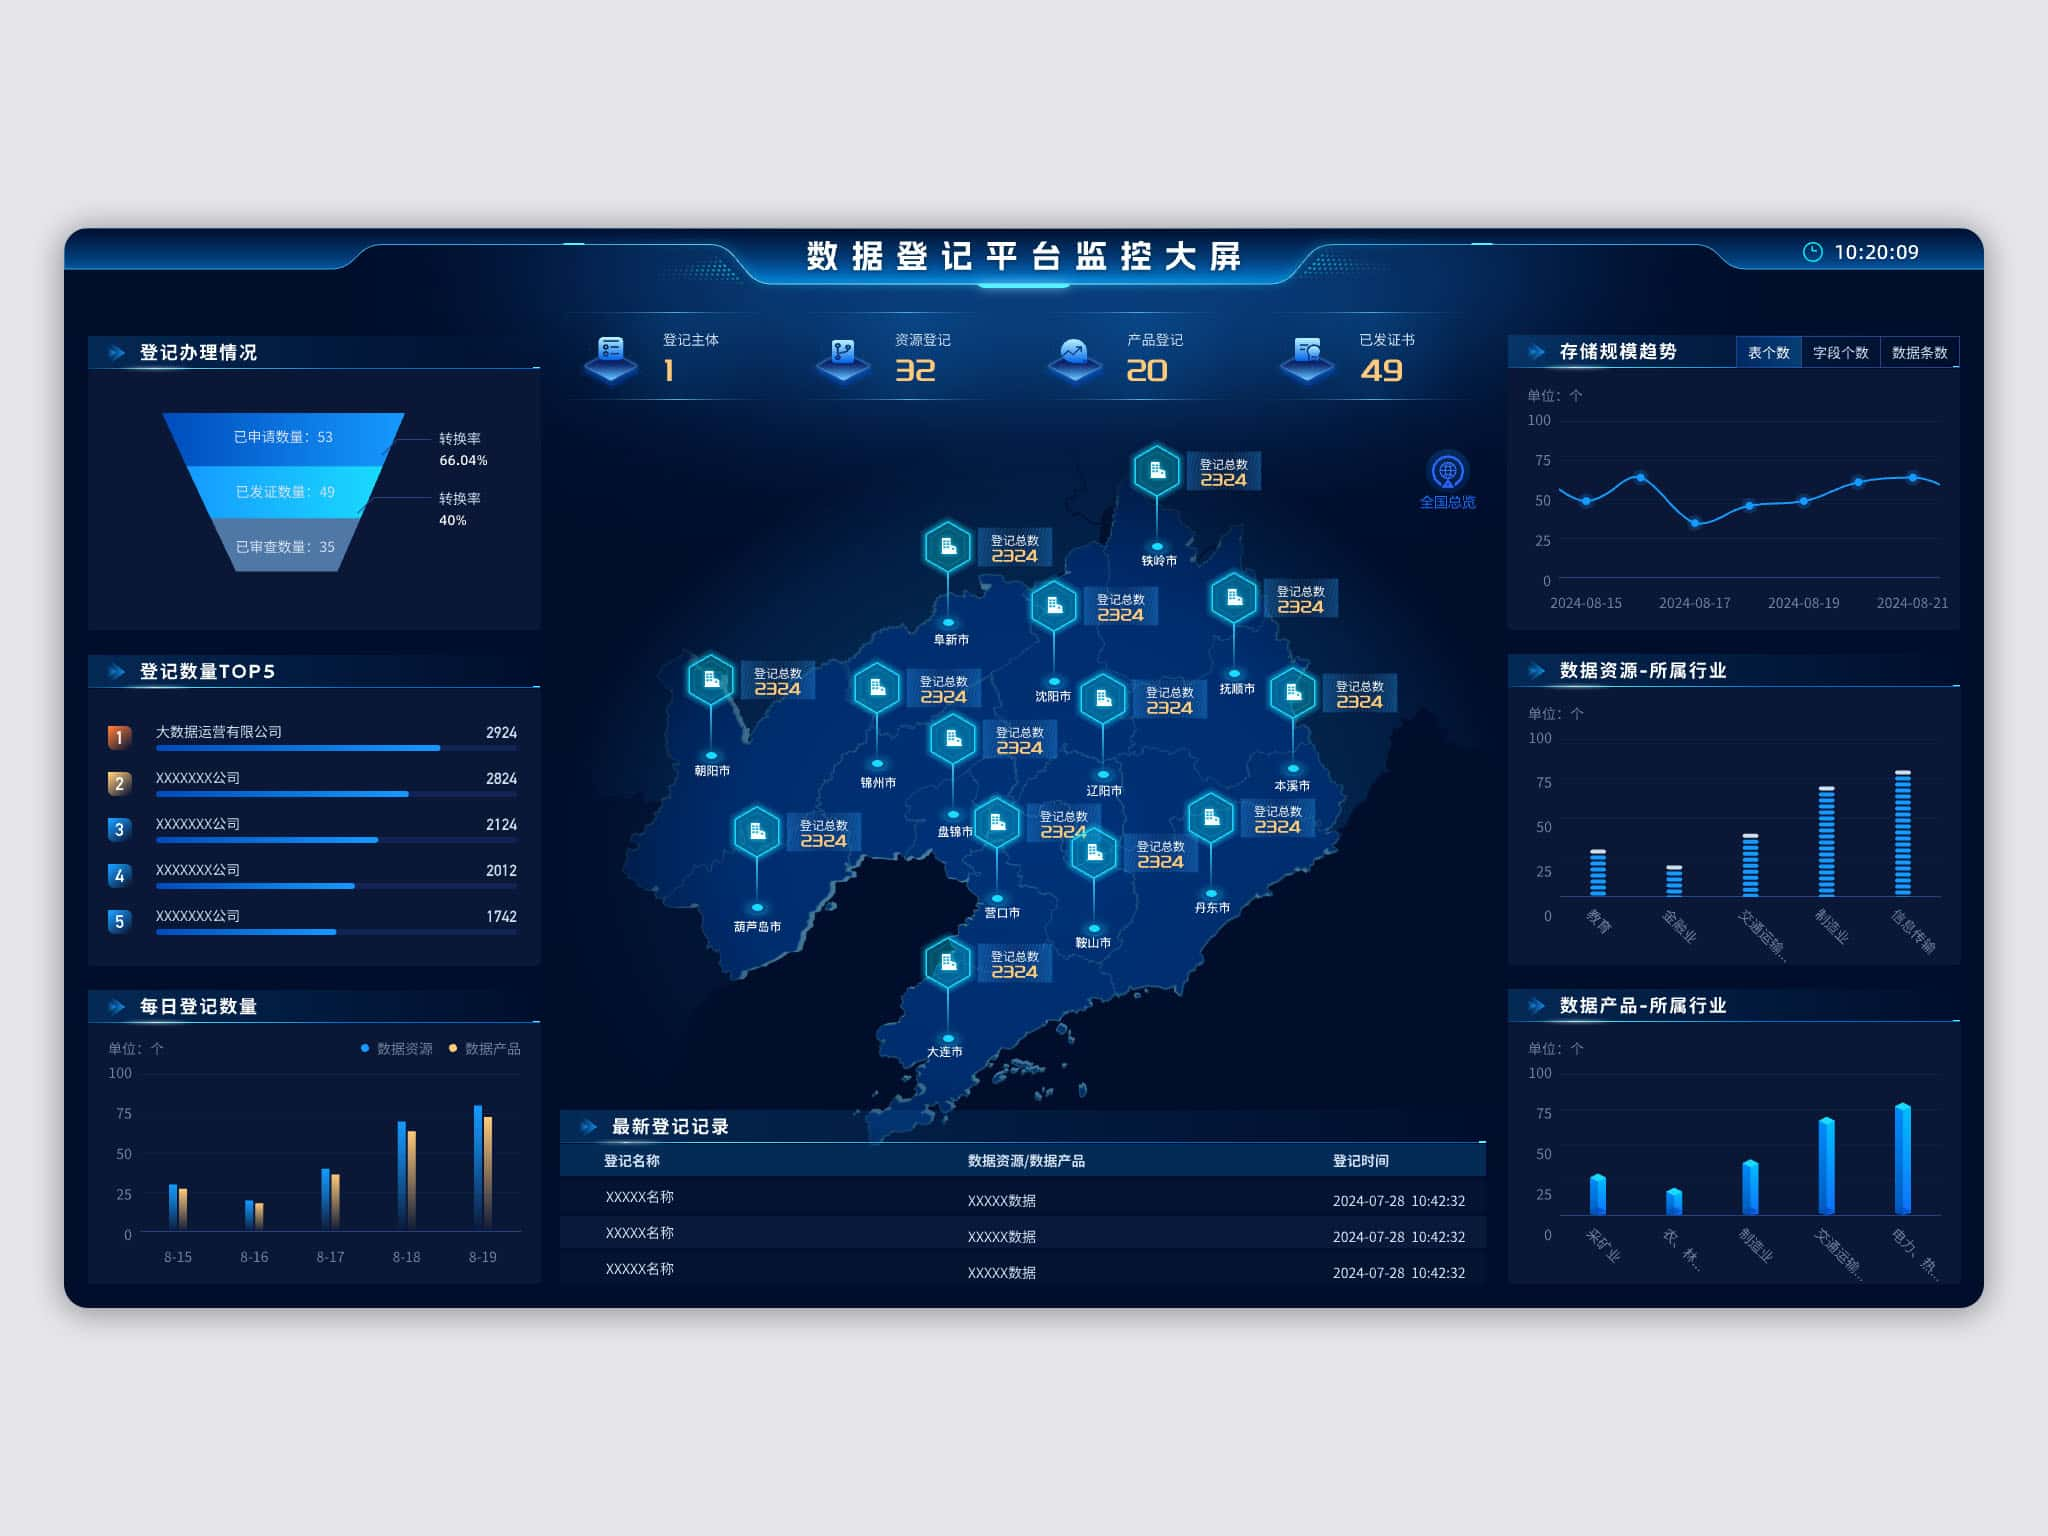 数据登记平台监控大屏
10:20:09
登记办理情况
已申请数量：53
已发证数量：49
已审查数量：35
转换率
66.04%
转换率
40%
登记数量TOP5
1 大数据运营有限公司 2924
2 XXXXXXX公司 2824
3 XXXXXXX公司 2124
4 XXXXXXX公司 2012
5 XXXXXXX公司 1742
每日登记数量
单位：个
数据资源 数据产品
100
75
50
25
0
8-15 8-16 8-17 8-18 8-19
登记主体
1
资源登记
32
产品登记
20
已发证书
49
全国总览
登记总数
2324
铁岭市
登记总数
2324
阜新市
登记总数
2324
沈阳市
登记总数
2324
抚顺市
登记总数
2324
朝阳市
登记总数
2324
锦州市
登记总数
2324
辽阳市
登记总数
2324
本溪市
登记总数
2324
盘锦市
登记总数
2324
葫芦岛市
登记总数
2324
营口市
登记总数
2324
鞍山市
登记总数
2324
丹东市
登记总数
2324
大连市
最新登记记录
登记名称 数据资源/数据产品 登记时间
XXXXX名称 XXXXX数据 2024-07-28 10:42:32
XXXXX名称 XXXXX数据 2024-07-28 10:42:32
XXXXX名称 XXXXX数据 2024-07-28 10:42:32
存储规模趋势
表个数 字段个数 数据条数
单位：个
100
75
50
25
0
2024-08-15 2024-08-17 2024-08-19 2024-08-21
数据资源-所属行业
单位：个
100
75
50
25
0
教育 金融业 交通运输... 制造业 信息传输
数据产品-所属行业
单位：个
100
75
50
25
0
采矿业 农、林... 制造业 交通运输... 电力、热...